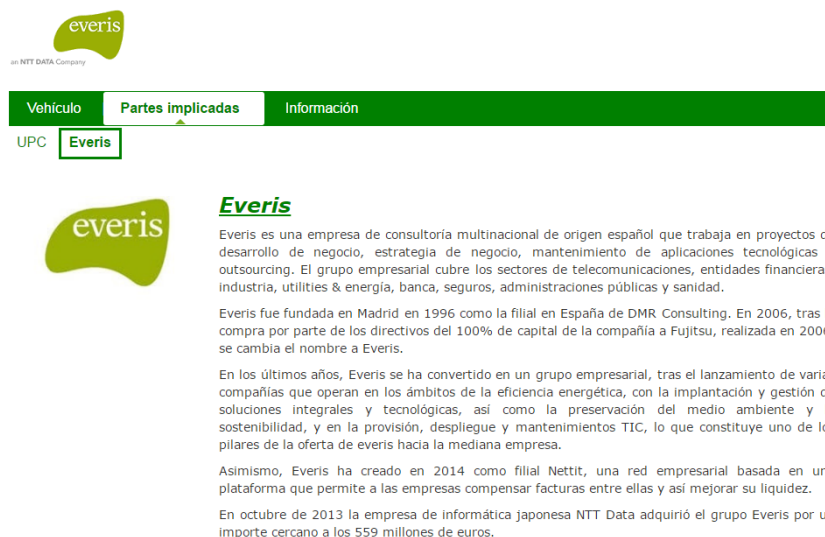 everis
an NTT DATA Company
Vehículo Partes implicadas Información
UPC Everis
everis
Everis
Everis es una empresa de consultoría multinacional de origen español que trabaja en proyectos
desarrollo de negocio, estrategia de negocio, mantenimiento de aplicaciones tecnológicas
outsourcing. El grupo empresarial cubre los sectores de telecomunicaciones, entidades financiera
industria, utilities & energía, banca, seguros, administraciones públicas y sanidad.
Everis fue fundada en Madrid en 1996 como la filial en España de DMR Consulting. En 2006, tras
compra por parte de los directivos del 100% de capital de la compañía a Fujitsu, realizada en 2006
se cambia el nombre a Everis.
En los últimos años, Everis se ha convertido en un grupo empresarial, tras el lanzamiento de varia
compañías que operan en los ámbitos de la eficiencia energética, con la implantación y gestión
soluciones integrales y tecnológicas, así como la preservación del medio ambiente y
sostenibilidad, y en la provisión, despliegue y mantenimientos TIC, lo que constituye uno de
pilares de la oferta de everis hacia la mediana empresa.
Asimismo, Everis ha creado en 2014 como filial Nettit, una red empresarial basada en un
plataforma que permite a las empresas compensar facturas entre ellas y así mejorar su liquidez.
En octubre de 2013 la empresa de informática japonesa NTT Data adquirió el grupo Everis por u
importe cercano a los 559 millones de euros.